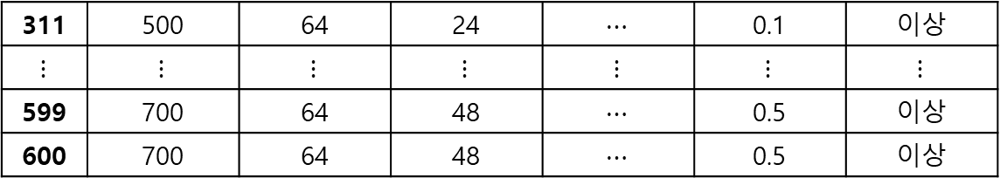 311 500 64 24 ⋯ 0.1 이상
⋮ ⋮ ⋮ ⋮ ⋮ ⋮ ⋮
599 700 64 48 ⋯ 0.5 이상
600 700 64 48 ⋯ 0.5 이상